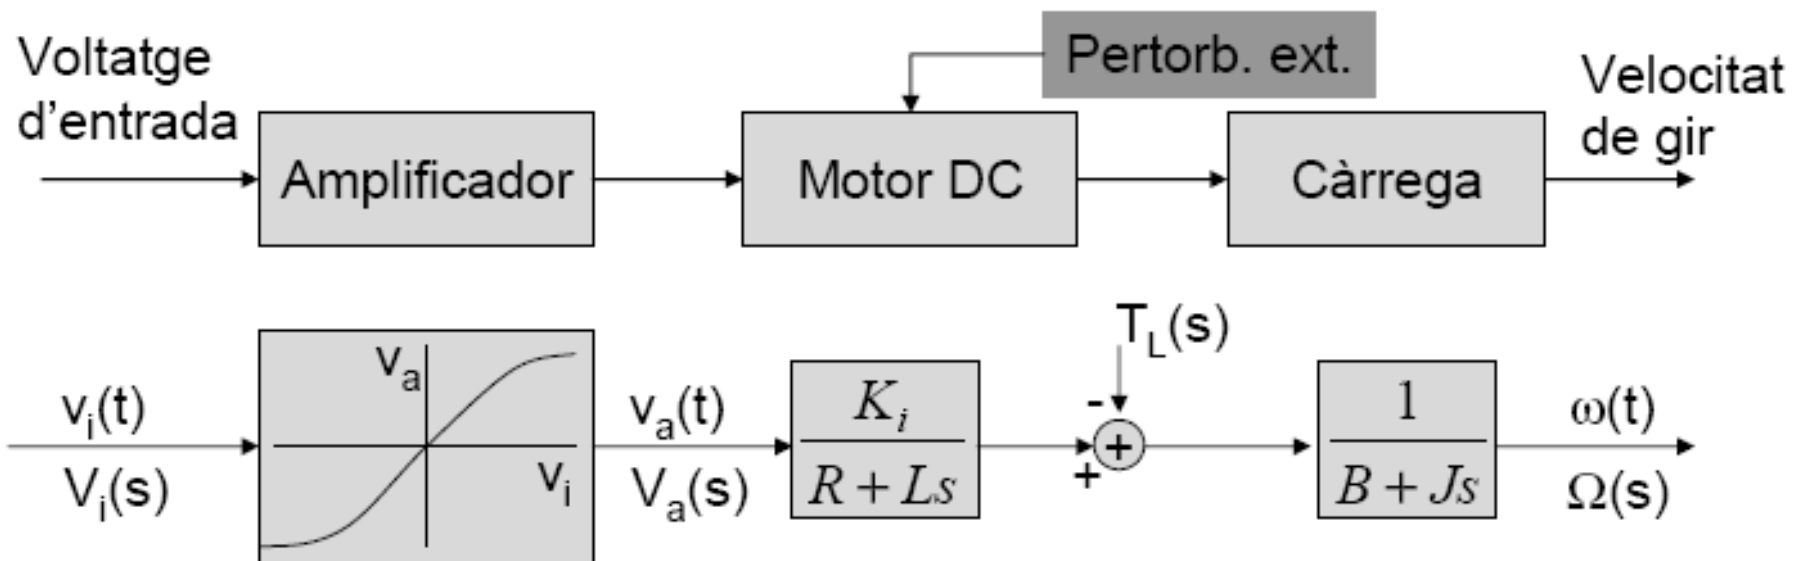 Voltatge
d'entrada
Amplificador
Motor DC
Pertorb. ext.
Càrrega
Velocitat
de gir
v_i(t)
V_i(s)
v_a
v_i
v_a(t)
V_a(s)
K_i
R + Ls
T_L(s)
-
+
+
1
B + Js
ω(t)
Ω(s)